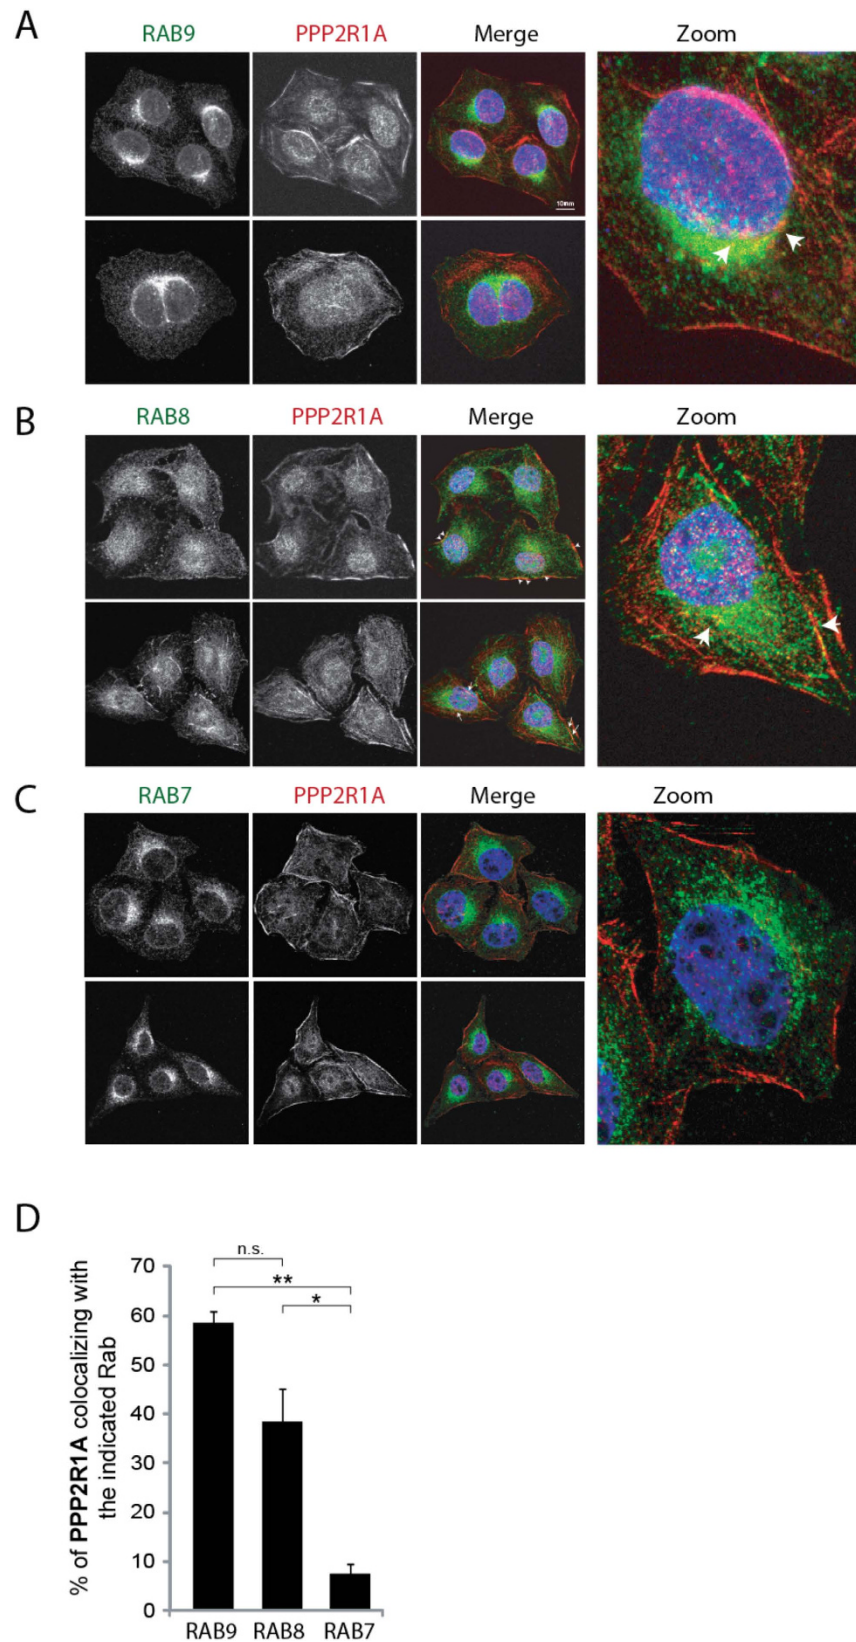 A
RAB9 PPP2R1A Merge Zoom
10mm
B
RAB8 PPP2R1A Merge Zoom
C
RAB7 PPP2R1A Merge Zoom
D
% of PPP2R1A colocalizing with
the indicated Rab
70
60
50
40
30
20
10
0
n.s.
**
*
RAB9 RAB8 RAB7